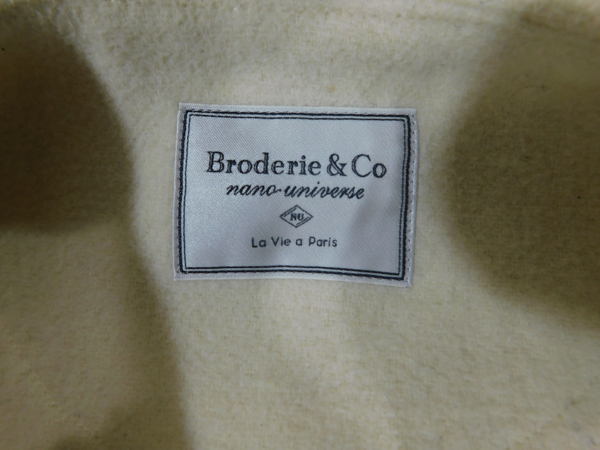 Broderie & Co
nano·universe
NU
La Vie a Paris